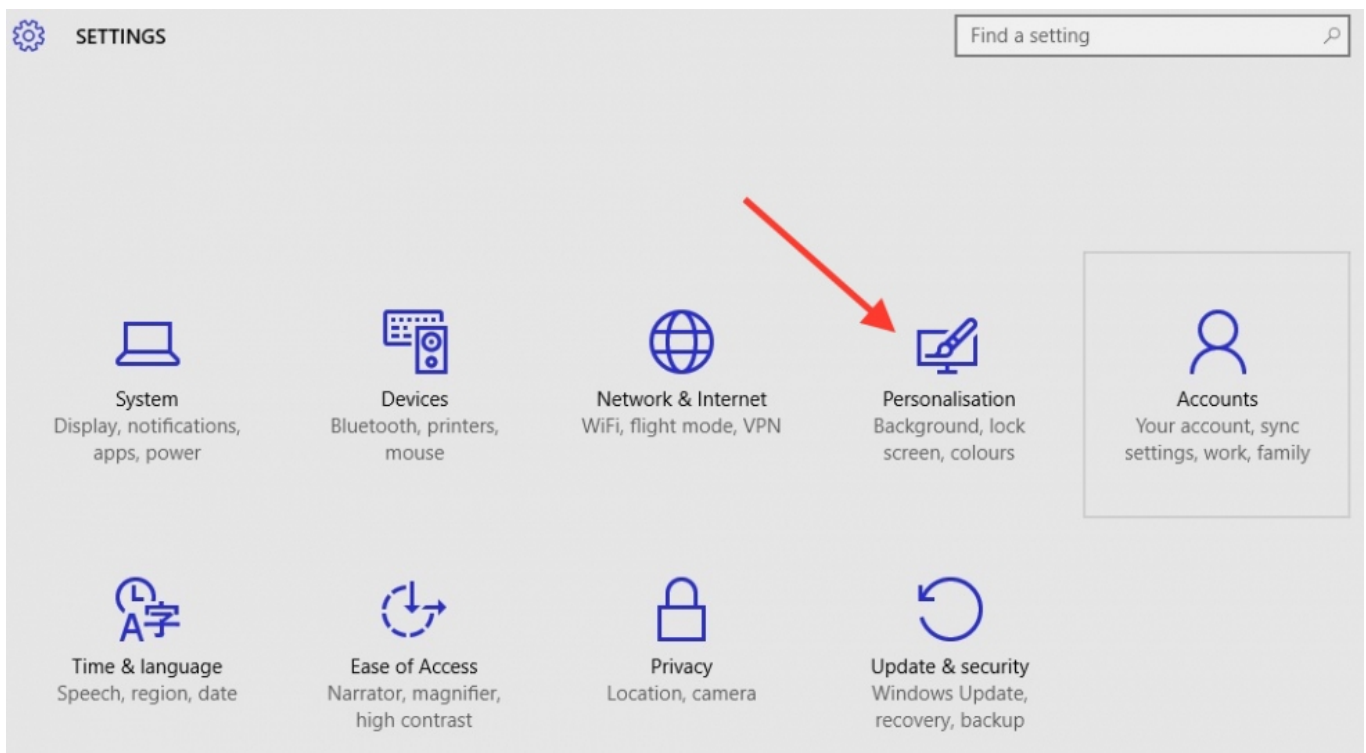 SETTINGS
Find a setting
System
Display, notifications,
apps, power
Devices
Bluetooth, printers,
mouse
Network & Internet
WiFi, flight mode, VPN
Personalisation
Background, lock
screen, colours
Accounts
Your account, sync
settings, work, family
A字
Time & language
Speech, region, date
Ease of Access
Narrator, magnifier,
high contrast
Privacy
Location, camera
Update & security
Windows Update,
recovery, backup